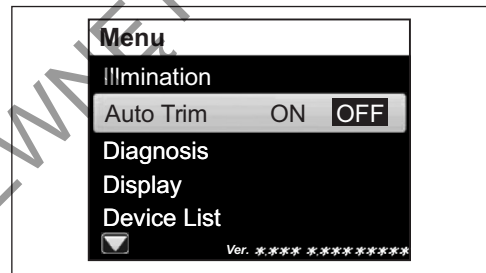 Menu
Illmination
Auto Trim ON OFF
Diagnosis
Display
Device List
Ver. *.*** *.*********